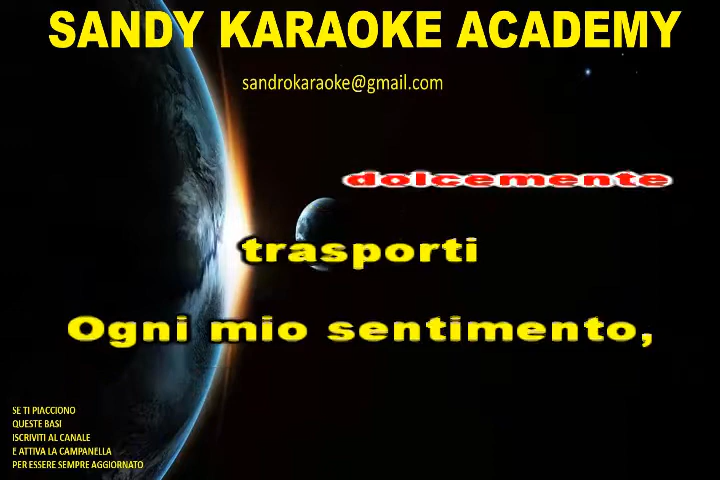 SANDY KARAOKE ACADEMY
sandrokaraoke@gmail.com
dolcemente
trasporti
Ogni mio sentimento,
SE TI PIACCIONO
QUESTE BASI
ISCRIVITI AL CANALE
E ATTIVA LA CAMPANELLA
PER ESSERE SEMPRE AGGIORNATO